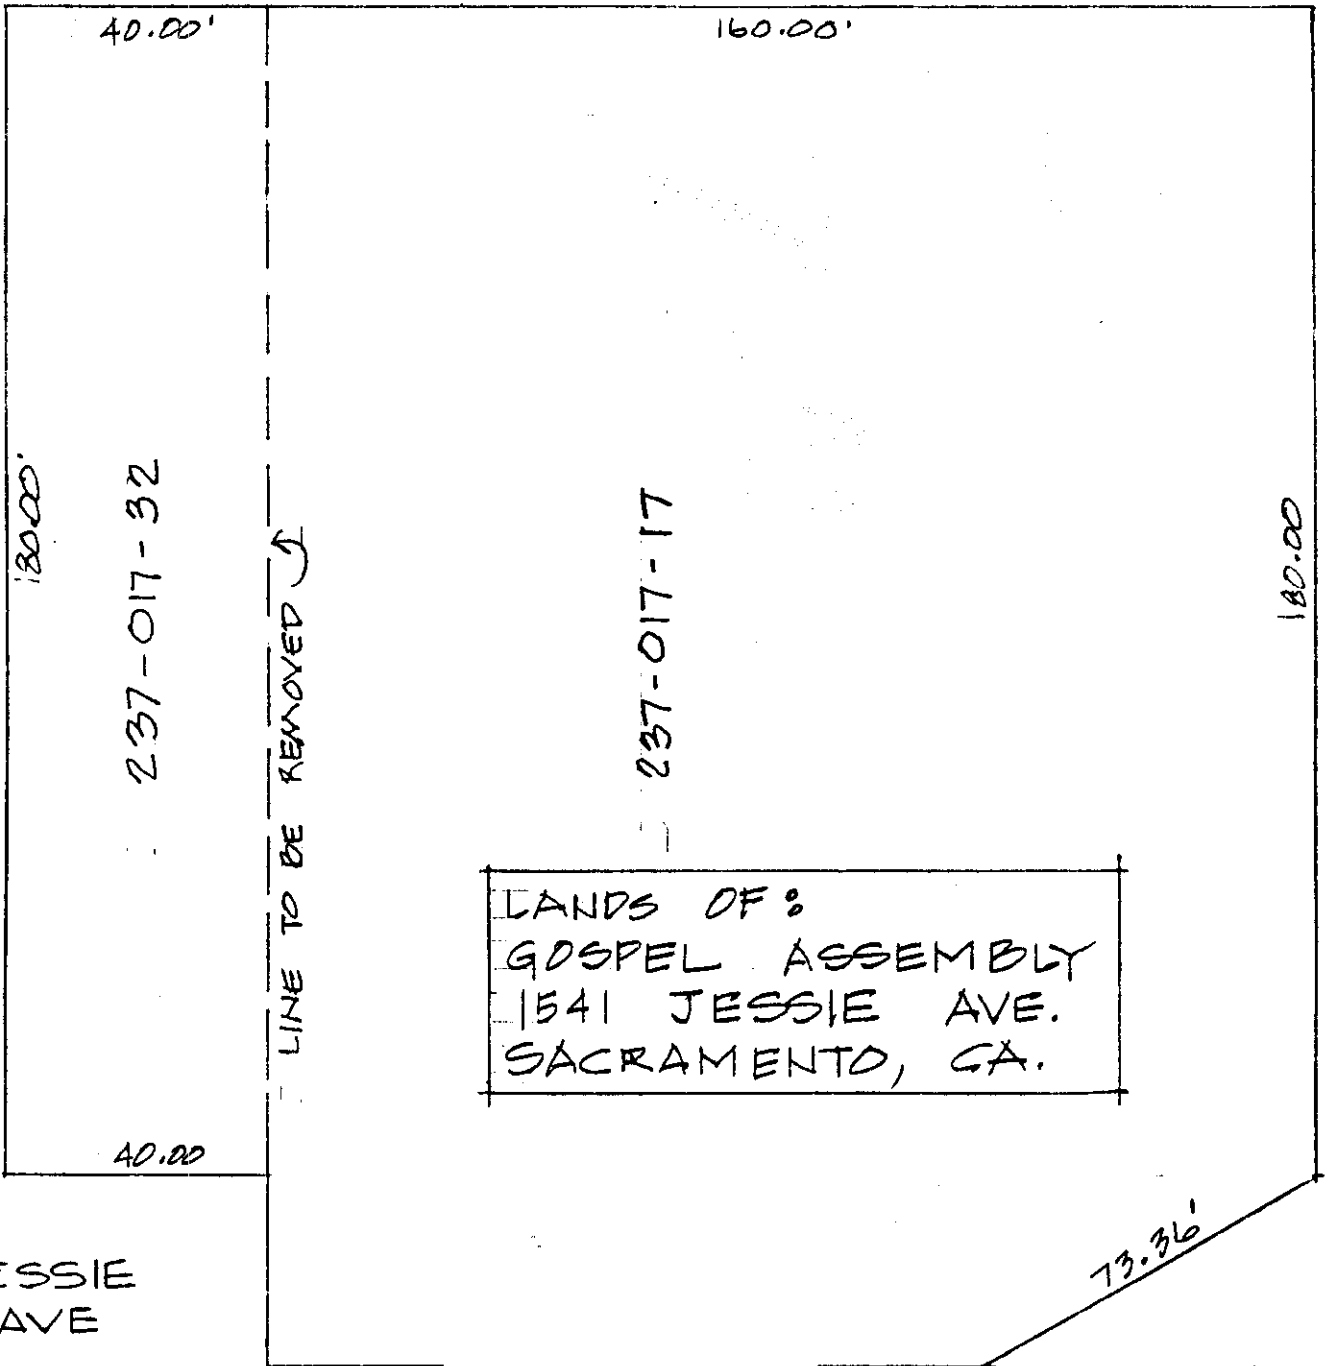 40.00'
160.00'
180.00'
237-017-32
LINE TO BE REMOVED
237-017-17
180.00
LANDS OF:
GOSPEL ASSEMBLY
1541 JESSIE AVE.
SACRAMENTO, CA.
40.00
73.36'
ESSIE
AVE